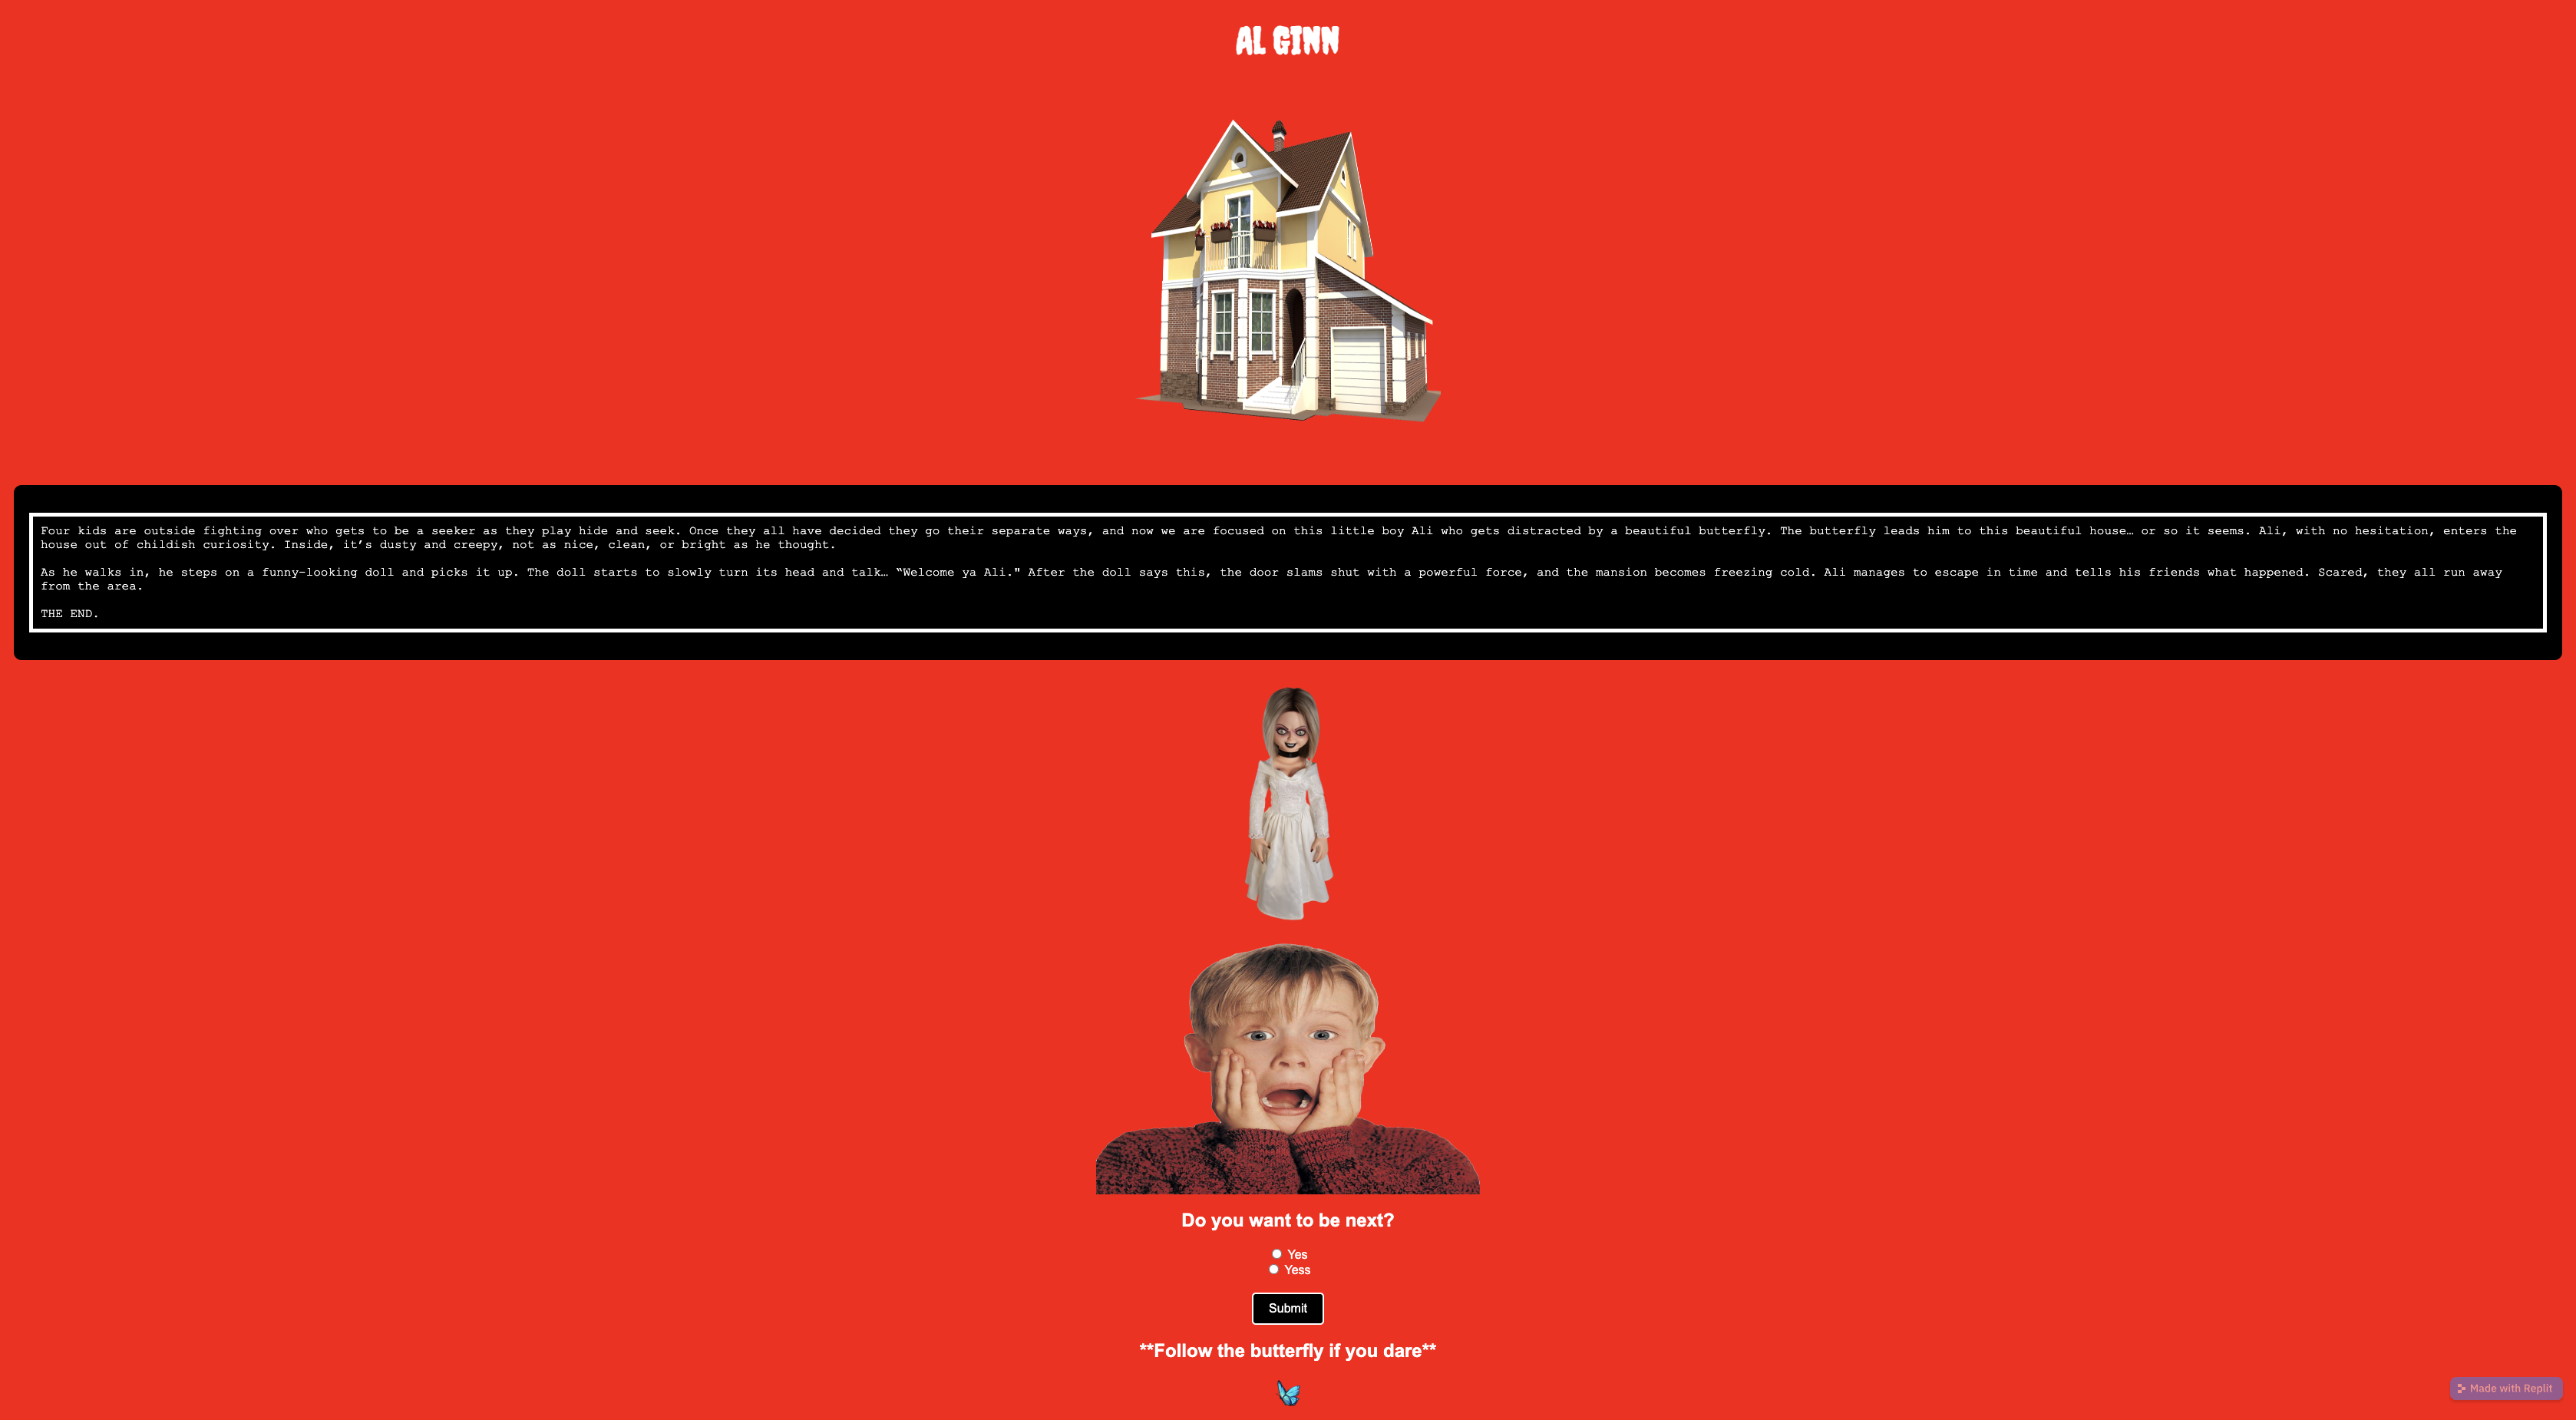 AL GINN
Four kids are outside fighting over who gets to be a seeker as they play hide and seek. Once they all have decided they go their separate ways, and now we are focused on this little boy Ali who gets distracted by a beautiful butterfly. The butterfly leads him to this beautiful house… or so it seems. Ali, with no hesitation, enters the
house out of childish curiosity. Inside, it’s dusty and creepy, not as nice, clean, or bright as he thought.
As he walks in, he steps on a funny-looking doll and picks it up. The doll starts to slowly turn its head and talk… “Welcome ya Ali." After the doll says this, the door slams shut with a powerful force, and the mansion becomes freezing cold. Ali manages to escape in time and tells his friends what happened. Scared, they all run away
from the area.
THE END.
Do you want to be next?
Yes
Yess
Submit
**Follow the butterfly if you dare**
Made with Replit